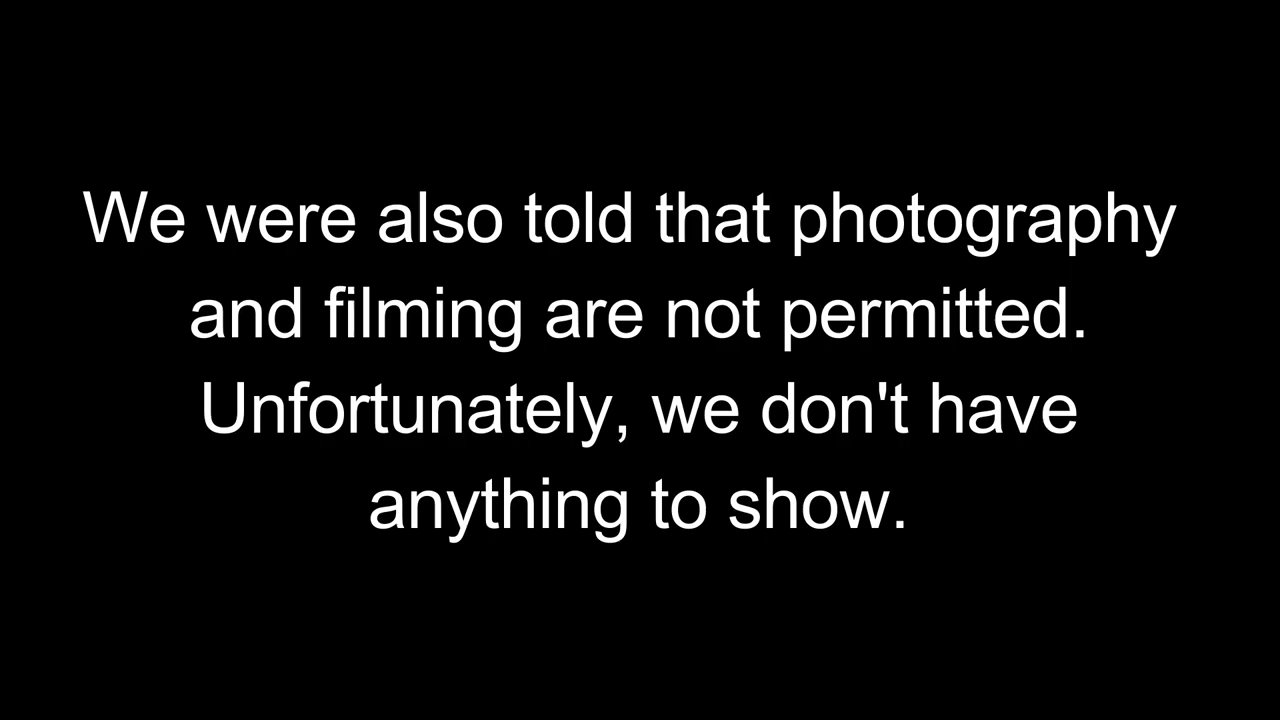 We were also told that photography
and filming are not permitted.
Unfortunately, we don't have
anything to show.